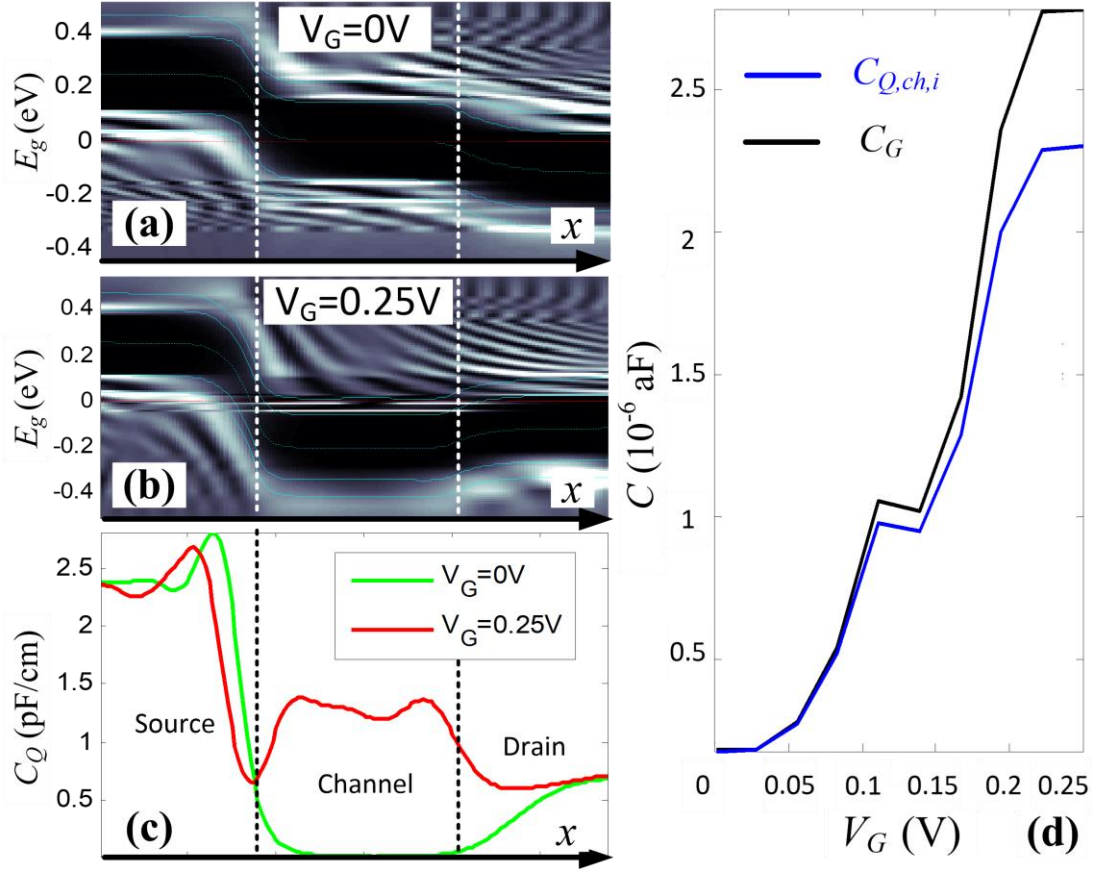 V_G=0V
0.4
0.2
0
-0.2
-0.4
E_g (eV)
(a)
x
V_G=0.25V
0.4
0.2
0
-0.2
-0.4
E_g (eV)
(b)
x
2.5
2
1.5
1
0.5
C_Q (pF/cm)
V_G=0V
V_G=0.25V
Source
Channel
Drain
(c)
x
C_{Q,ch,i}
C_G
2.5
2
1.5
1
0.5
C (10^{-6} aF)
0 0.05 0.1 0.15 0.2 0.25
V_G (V)
(d)